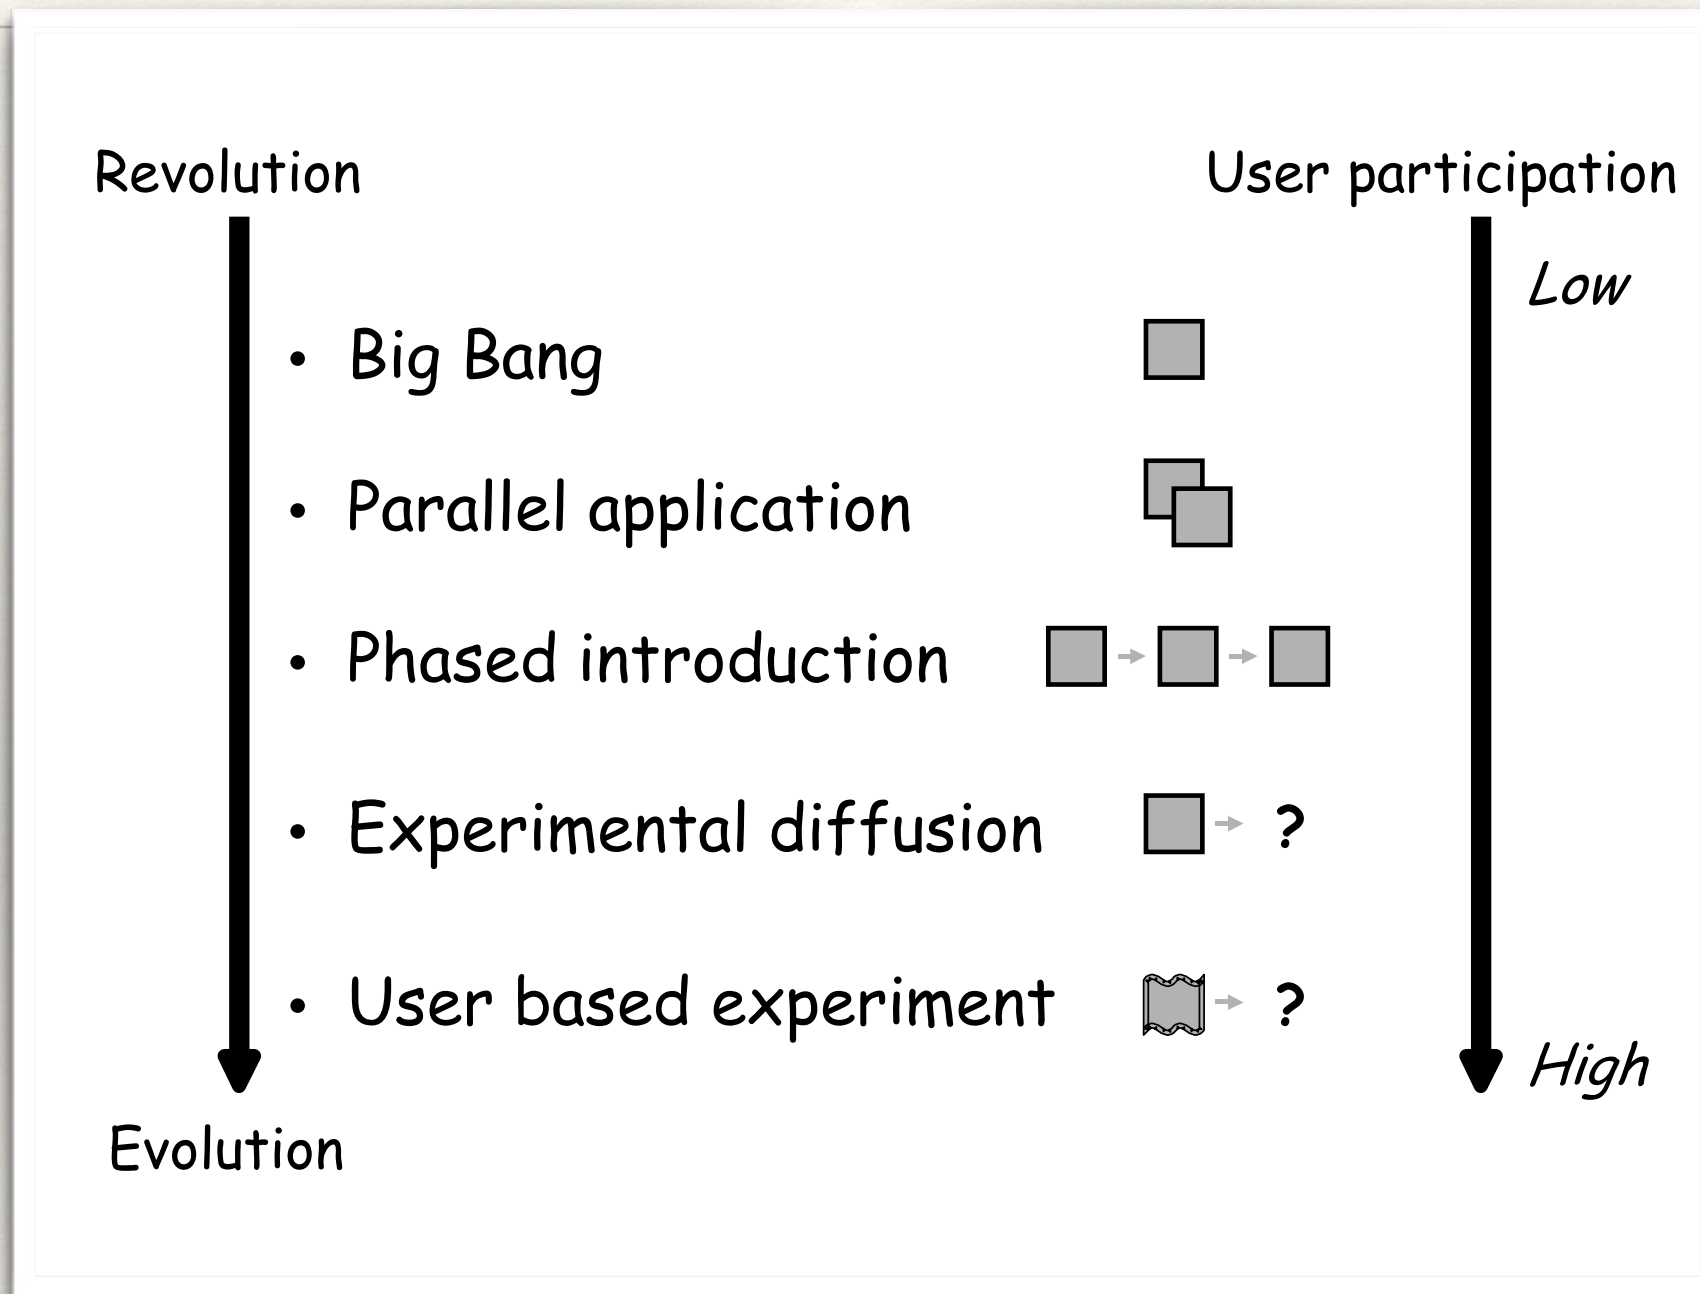 Revolution
User participation
Low
• Big Bang
• Parallel application
• Phased introduction
• Experimental diffusion ?
• User based experiment ?
High
Evolution